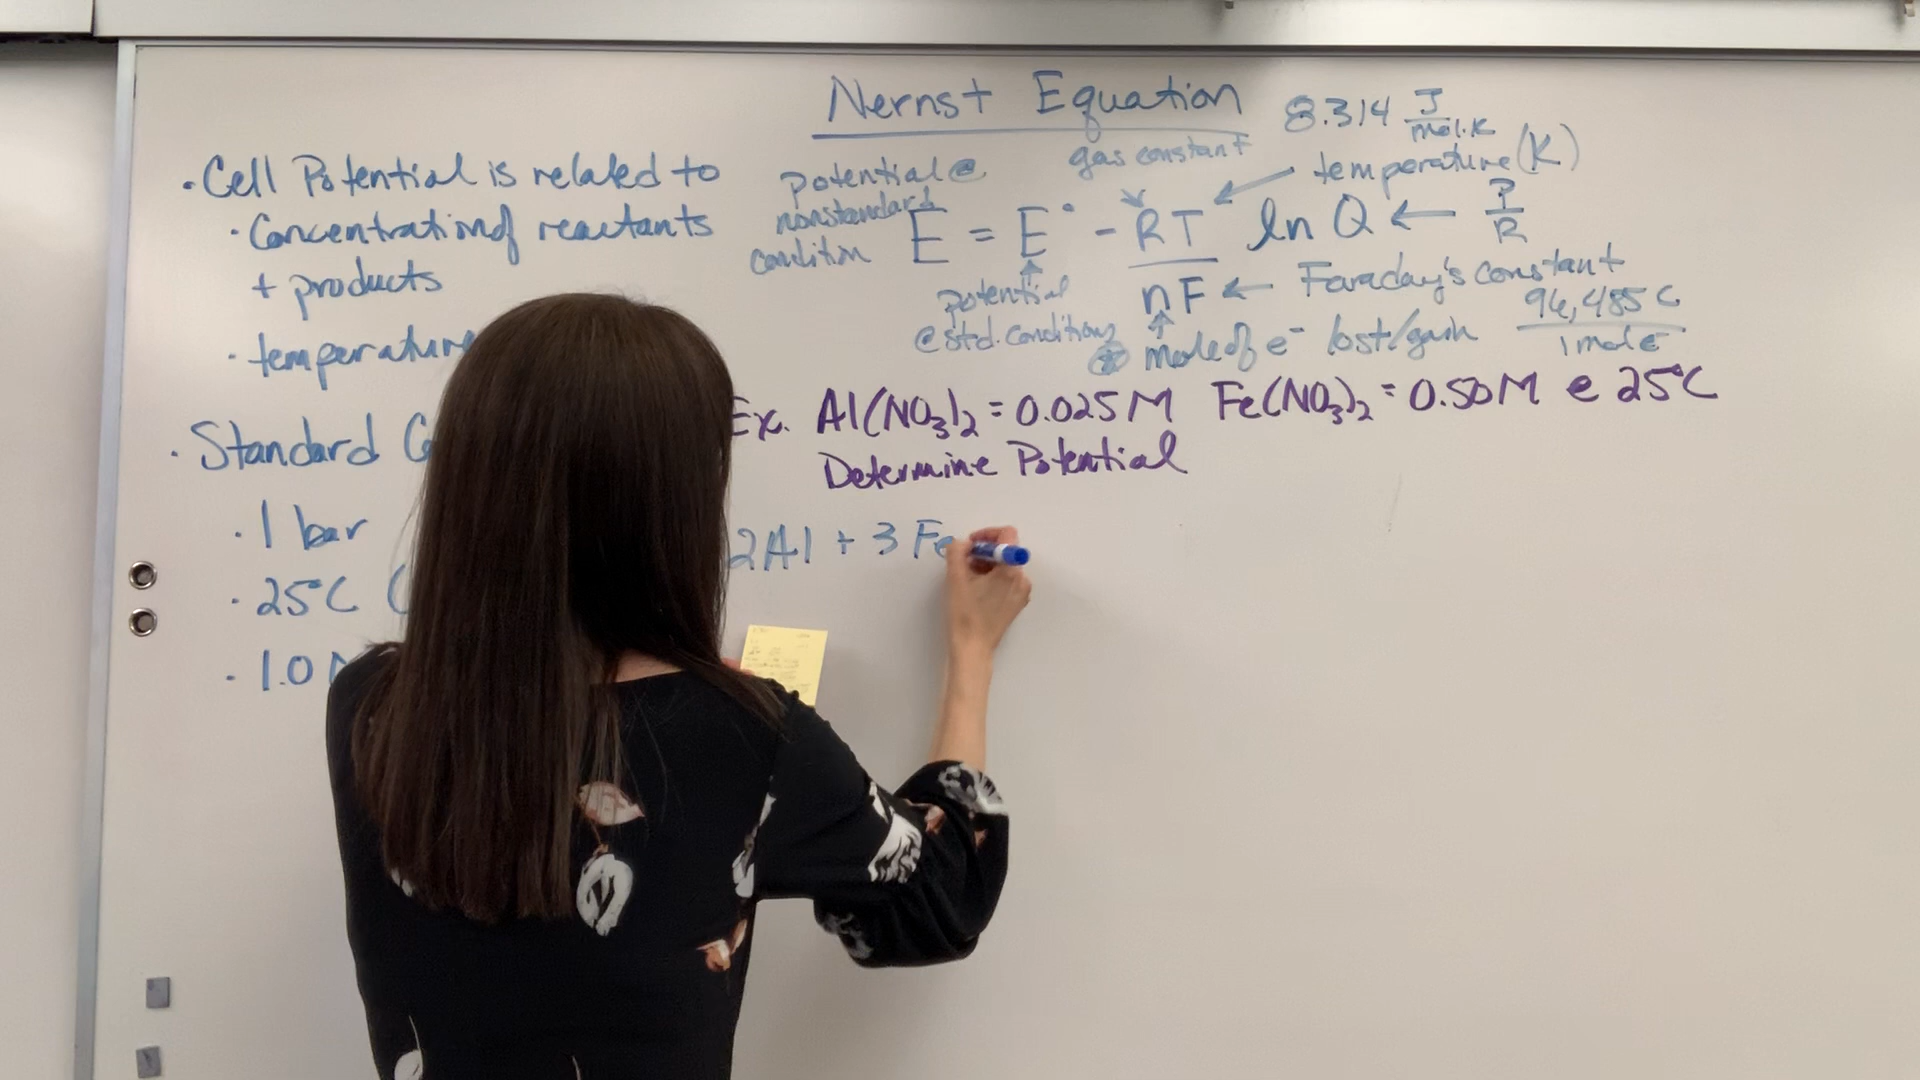 Nernst Equation
8.314 J/mol.K
gas constant
temperature (K)
• Cell Potential is related to
• Concentration of reactants
+ products
• temperature
potential @
nonstandard
condition
E = E° - RT/nF ln Q ← P/R
potential
@ std. conditions
← Faraday's constant
96,485 C/1 mol e⁻
* mole of e⁻ lost/gain
• Standard
Ex. Al(NO₃)₂ = 0.025 M Fe(NO₃)₂ = 0.50 M @ 25°C
Determine Potential
• 1 bar
2Al + 3Fe
• 25°C (
• 1.0